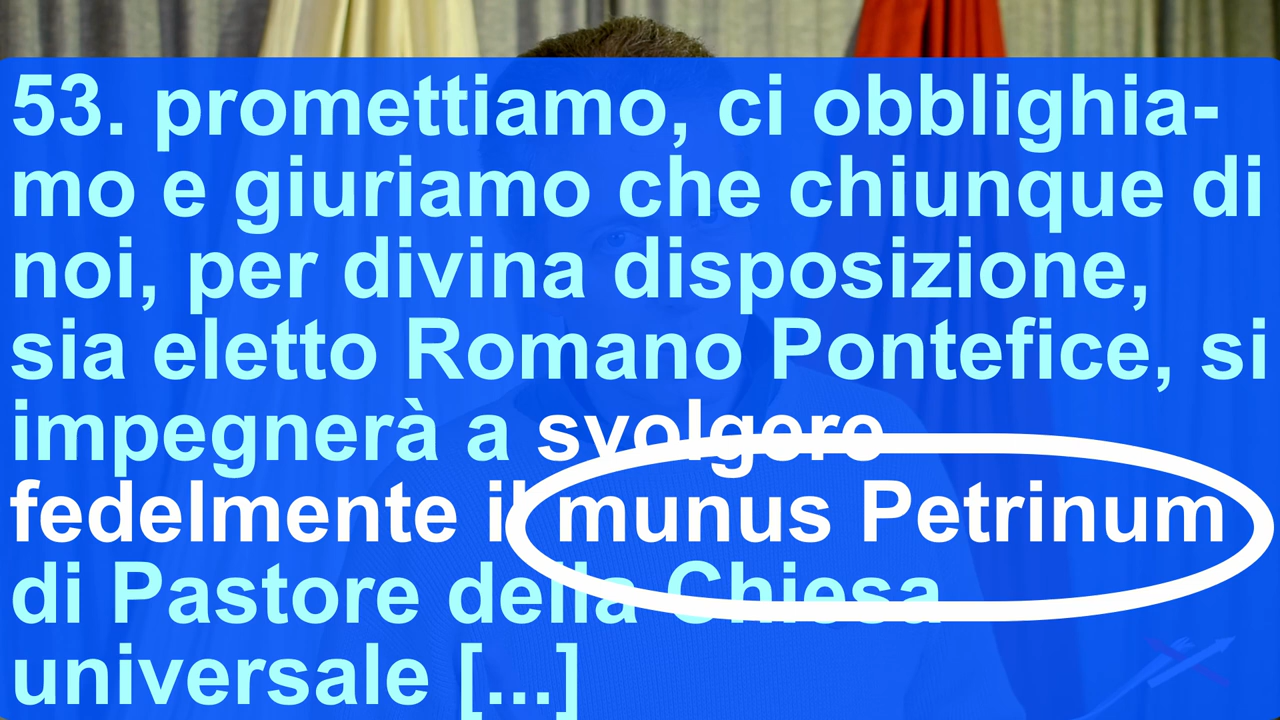 53. promettiamo, ci obblighia-
mo e giuriamo che chiunque di
noi, per divina disposizione,
sia eletto Romano Pontefice, si
impegnerà a svolgere
fedelmente il munus Petrinum
di Pastore della Chiesa
universale [...]